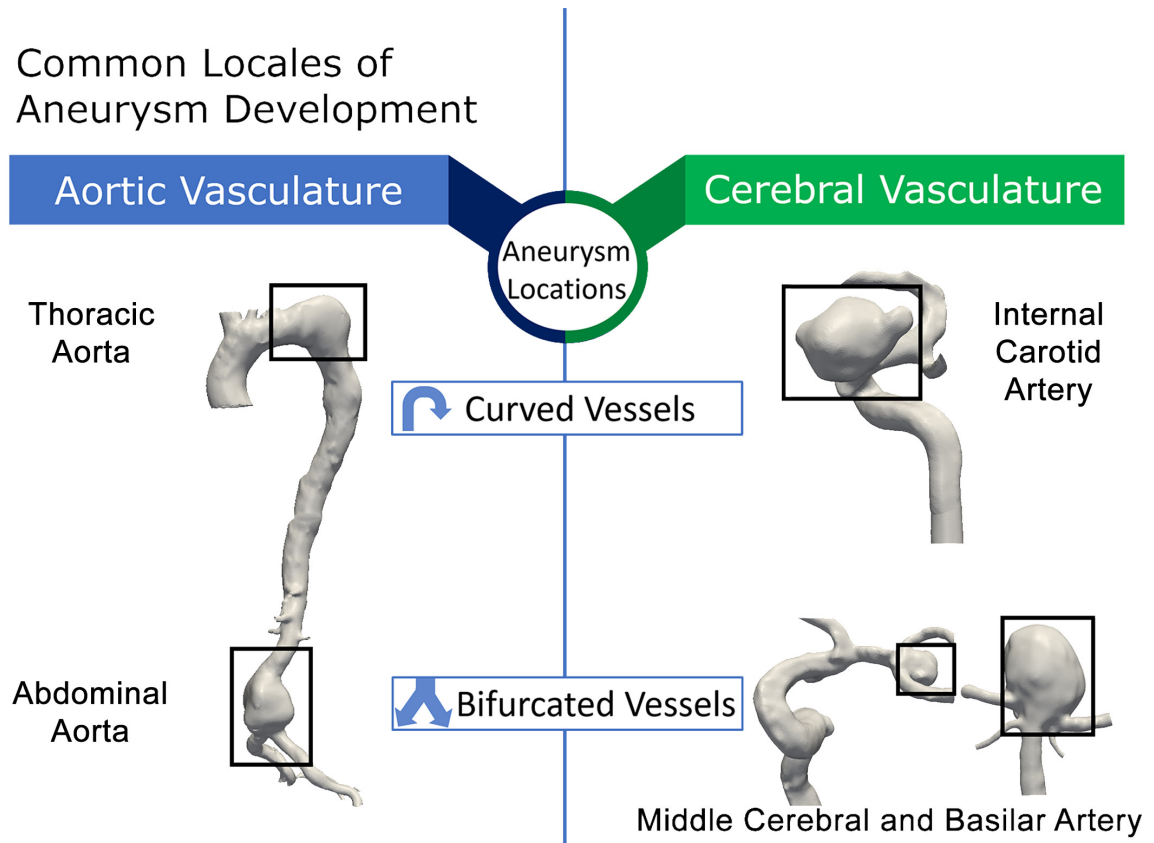 Common Locales of
Aneurysm Development
Aortic Vasculature
Cerebral Vasculature
Aneurysm
Locations
Thoracic
Aorta
Internal
Carotid
Artery
Curved Vessels
Abdominal
Aorta
Bifurcated Vessels
Middle Cerebral and Basilar Artery